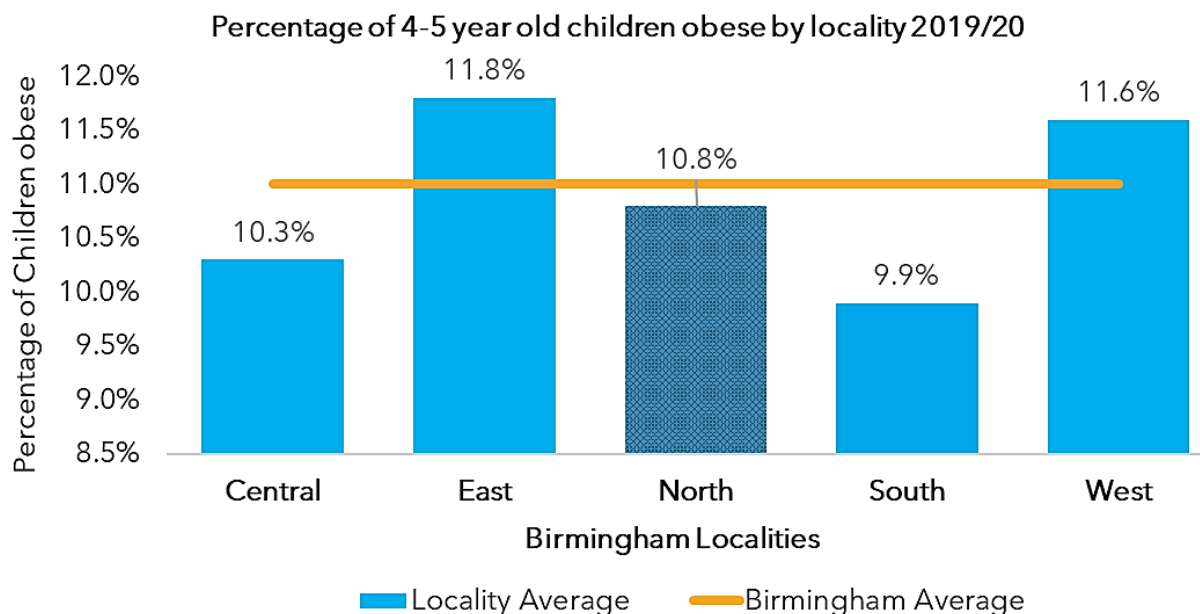 Percentage of 4-5 year old children obese by locality 2019/20
Percentage of Children obese
12.0%
11.5%
11.0%
10.5%
10.0%
9.5%
9.0%
8.5%
10.3%
11.8%
10.8%
9.9%
11.6%
Central East North South West
Birmingham Localities
Locality Average Birmingham Average